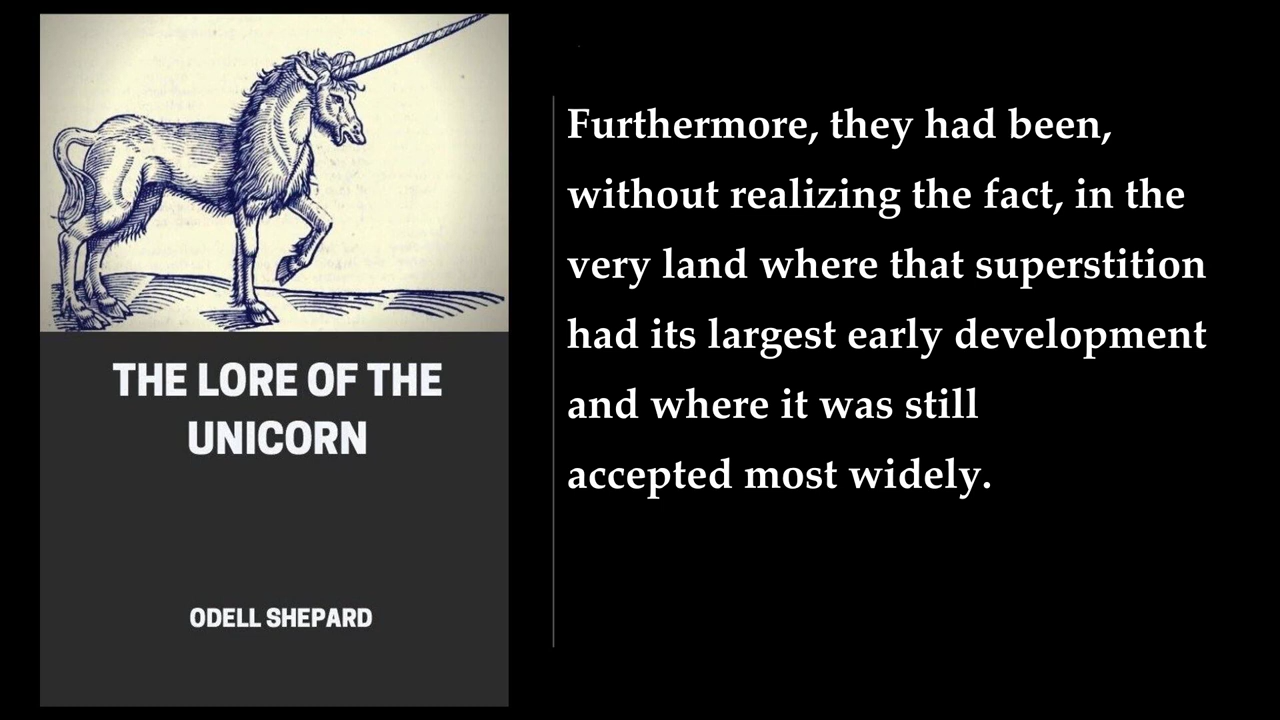 THE LORE OF THE
UNICORN
ODELL SHEPARD
Furthermore, they had been,
without realizing the fact, in the
very land where that superstition
had its largest early development
and where it was still
accepted most widely.